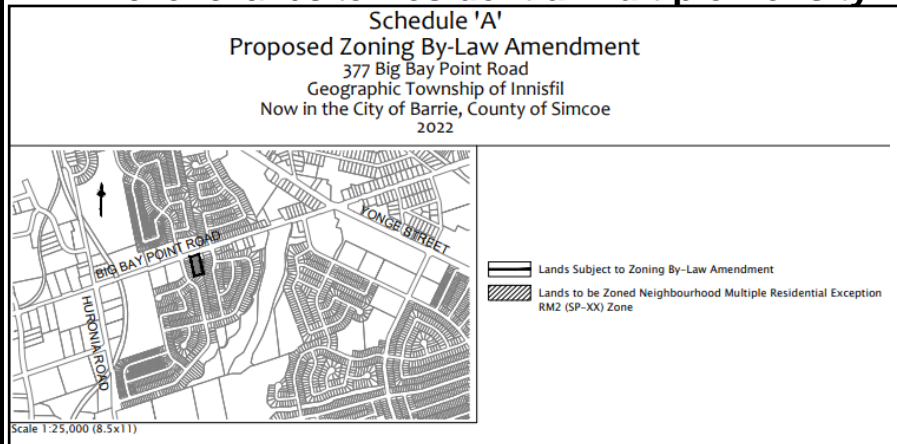 Schedule 'A'
Proposed Zoning By-Law Amendment
377 Big Bay Point Road
Geographic Township of Innisfil
Now in the City of Barrie, County of Simcoe
2022
YONGE STREET
BIG BAY POINT ROAD
HURONIA ROAD
Lands Subject to Zoning By-Law Amendment
Lands to be Zoned Neighbourhood Multiple Residential Exception
RM2 (SP-XX) Zone
Scale 1:25,000 (8.5x11)